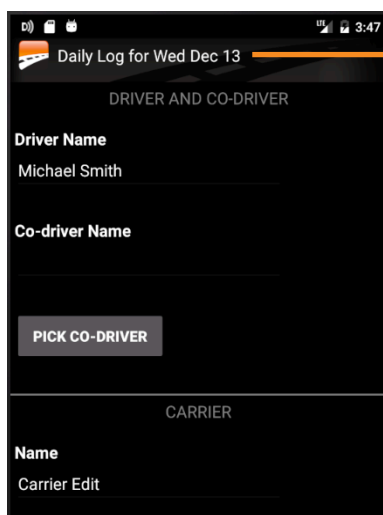 LTE 3:47
Daily Log for Wed Dec 13
DRIVER AND CO-DRIVER
Driver Name
Michael Smith
Co-driver Name
PICK CO-DRIVER
CARRIER
Name
Carrier Edit